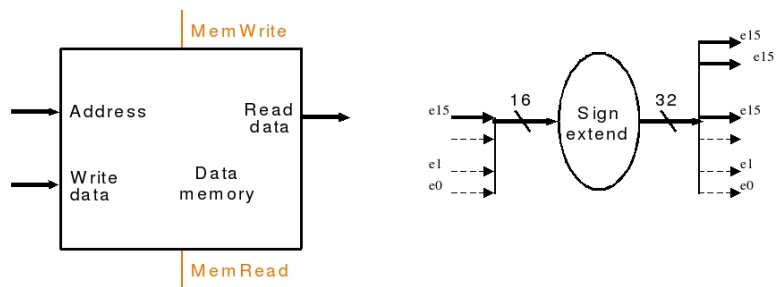 MemWrite
Address
Read
data
Write
data
Data
memory
MemRead
e15
e1
e0
16
Sign
extend
32
e15
e15
e15
e1
e0